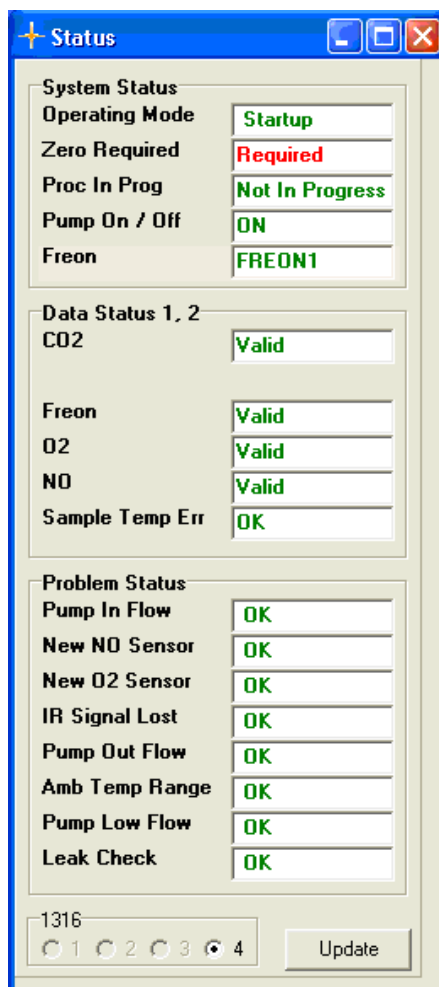 Status
System Status
Operating Mode Startup
Zero Required Required
Proc In Prog Not In Progress
Pump On / Off ON
Freon FREON1
Data Status 1, 2
CO2 Valid
Freon Valid
O2 Valid
NO Valid
Sample Temp Err OK
Problem Status
Pump In Flow OK
New NO Sensor OK
New O2 Sensor OK
IR Signal Lost OK
Pump Out Flow OK
Amb Temp Range OK
Pump Low Flow OK
Leak Check OK
1316
1 2 3 4 Update